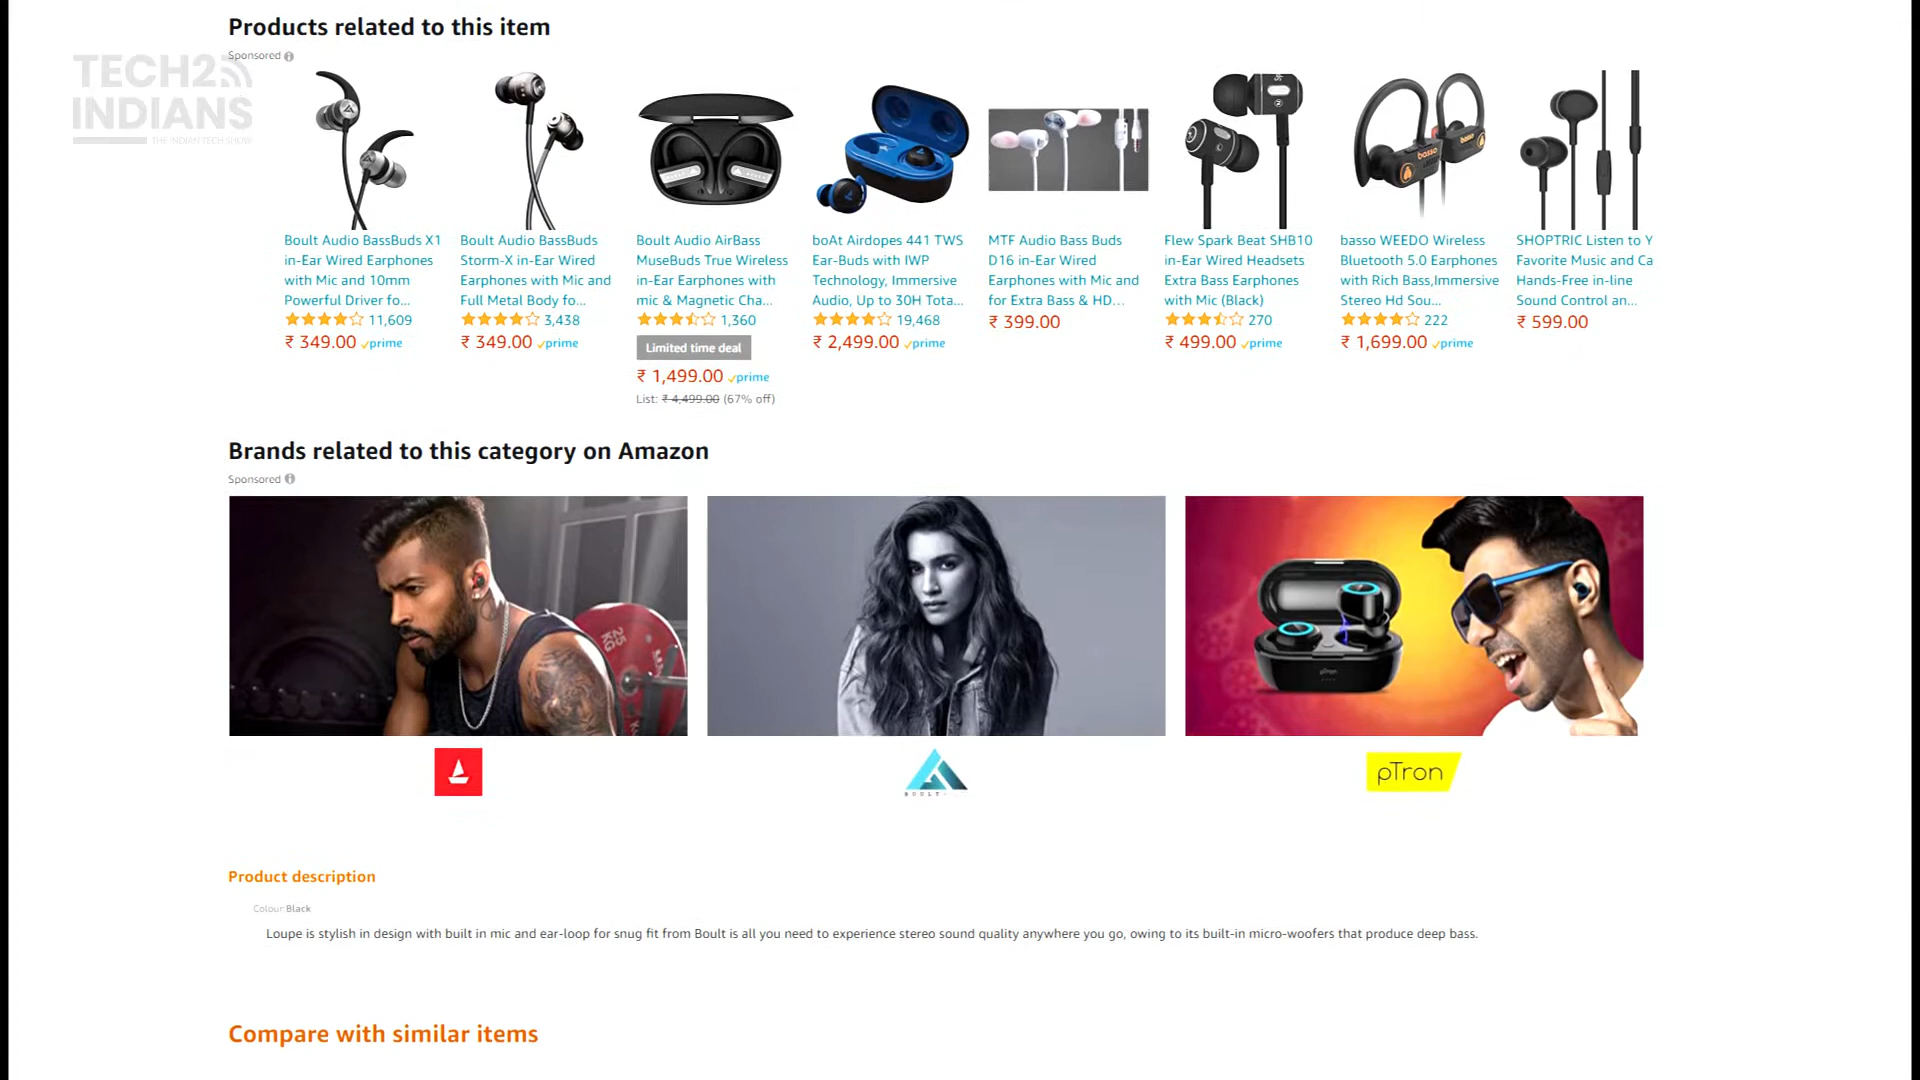 Products related to this item
Sponsored
TECH2
INDIANS
THE INDIAN TECH SHOW
Boult Audio BassBuds X1
in-Ear Wired Earphones
with Mic and 10mm
Powerful Driver fo...
11,609
₹ 349.00 prime
Boult Audio BassBuds
Storm-X in-Ear Wired
Earphones with Mic and
Full Metal Body fo...
3,438
₹ 349.00 prime
Boult Audio AirBass
MuseBuds True Wireless
in-Ear Earphones with
mic & Magnetic Cha...
1,360
Limited time deal
₹ 1,499.00 prime
List: ₹ 4,499.00 (67% off)
boAt Airdopes 441 TWS
Ear-Buds with IWP
Technology, Immersive
Audio, Up to 30H Tota...
19,468
₹ 2,499.00 prime
MTF Audio Bass Buds
D16 in-Ear Wired
Earphones with Mic and
for Extra Bass & HD...
₹ 399.00
Flew Spark Beat SHB10
in-Ear Wired Headsets
Extra Bass Earphones
with Mic (Black)
270
₹ 499.00 prime
basso
basso WEEDO Wireless
Bluetooth 5.0 Earphones
with Rich Bass,Immersive
Stereo Hd Sou...
222
₹ 1,699.00 prime
SHOPTRIC Listen to Y
Favorite Music and Ca
Hands-Free in-line
Sound Control an...
₹ 599.00
Brands related to this category on Amazon
Sponsored
25
KG
pTron
BOULT
pTron
Product description
Colour:Black
Loupe is stylish in design with built in mic and ear-loop for snug fit from Boult is all you need to experience stereo sound quality anywhere you go, owing to its built-in micro-woofers that produce deep bass.
Compare with similar items